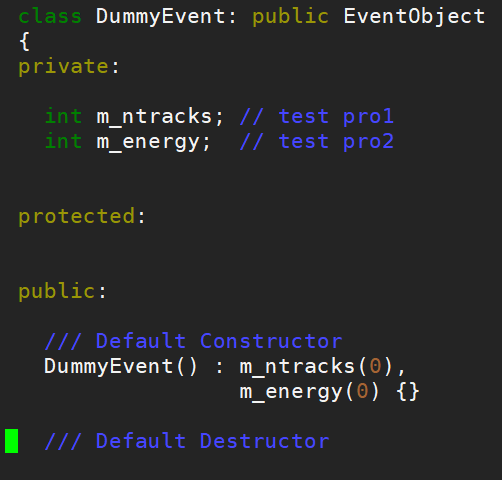 class DummyEvent: public EventObject
{
private:
int m_ntracks; // test pro1
int m_energy;  // test pro2
protected:
public:
/// Default Constructor
DummyEvent() : m_ntracks(0),
m_energy(0) {}
/// Default Destructor